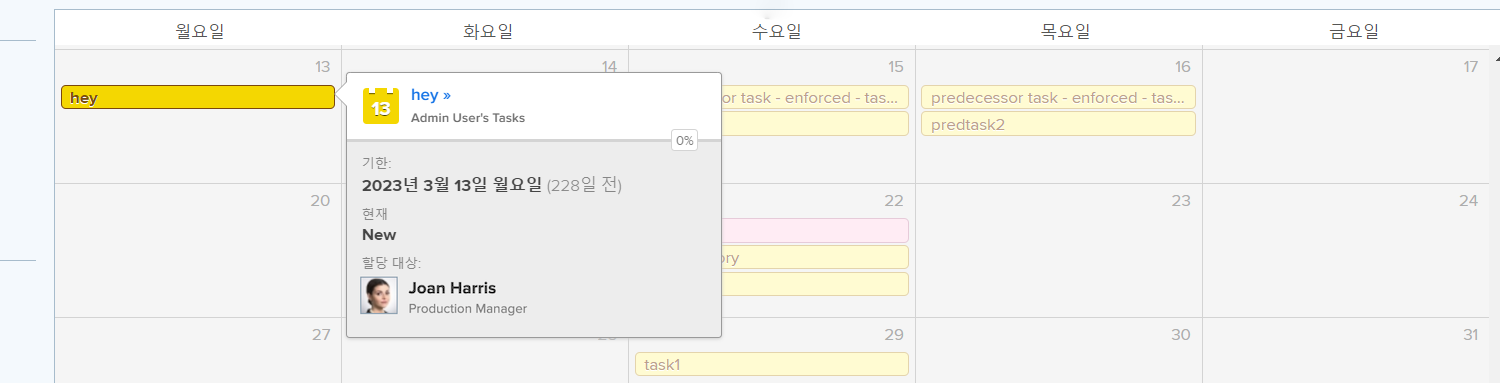 월요일 화요일 수요일 목요일 금요일
13 14 15 16 17
hey
13
hey »
Admin User's Tasks
or task - enforced - tas...
predecessor task - enforced - tas...
predtask2
0%
기한:
2023년 3월 13일 월요일 (228일 전)
현재
New
할당 대상:
Joan Harris
Production Manager
20 22 23 24
ory
27 29 30 31
task1